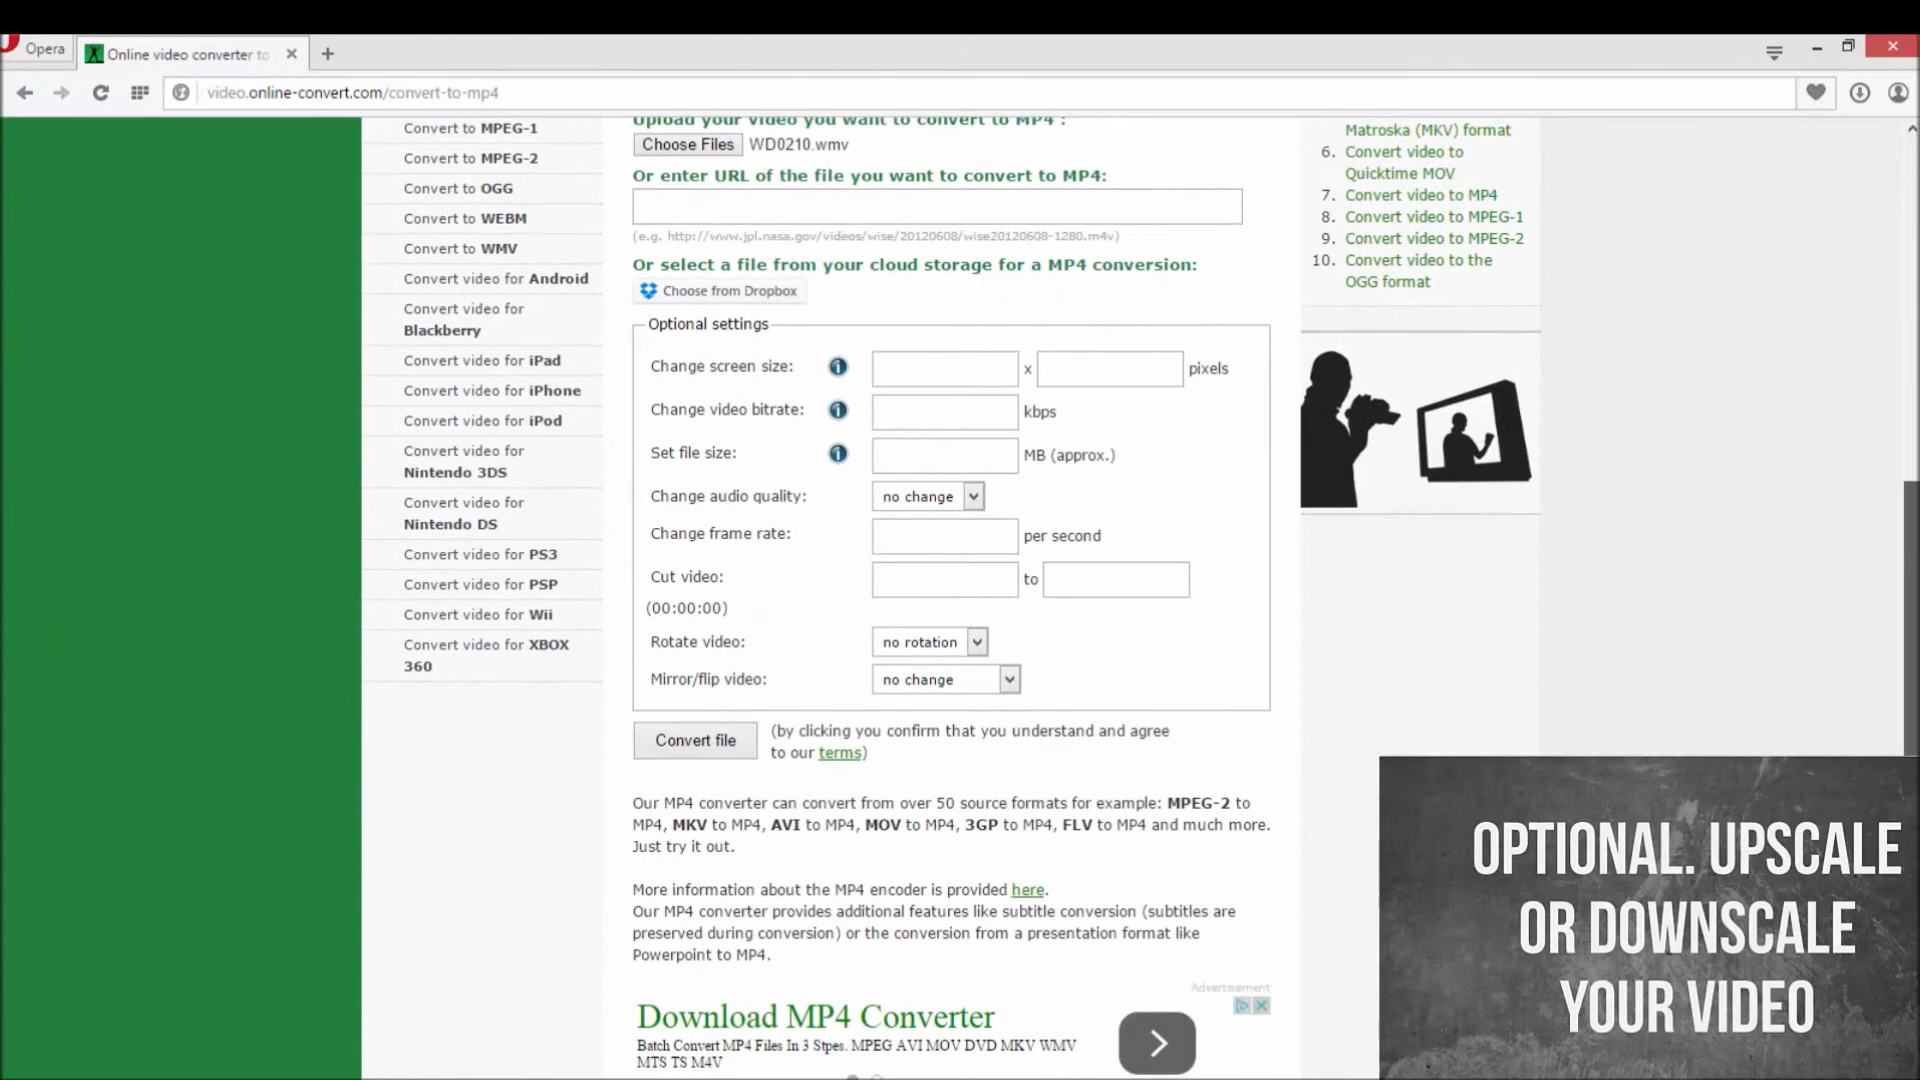 Opera
Online video converter to
video.online-convert.com/convert-to-mp4
Convert to MPEG-1
Convert to MPEG-2
Convert to OGG
Convert to WEBM
Convert to WMV
Convert video for Android
Convert video for
Blackberry
Convert video for iPad
Convert video for iPhone
Convert video for iPod
Convert video for
Nintendo 3DS
Convert video for
Nintendo DS
Convert video for PS3
Convert video for PSP
Convert video for Wii
Convert video for XBOX
360
Upload your video you want to convert to MP4 :
Choose Files WD0210.wmv
Or enter URL of the file you want to convert to MP4:
(e.g. http://www.jpl.nasa.gov/videos/wise/20120608/wise20120608-1280.m4v)
Or select a file from your cloud storage for a MP4 conversion:
Choose from Dropbox
Optional settings
Change screen size: x pixels
Change video bitrate: kbps
Set file size: MB (approx.)
Change audio quality: no change
Change frame rate: per second
Cut video: to
(00:00:00)
Rotate video: no rotation
Mirror/flip video: no change
Convert file (by clicking you confirm that you understand and agree
to our terms)
Our MP4 converter can convert from over 50 source formats for example: MPEG-2 to
MP4, MKV to MP4, AVI to MP4, MOV to MP4, 3GP to MP4, FLV to MP4 and much more.
Just try it out.
More information about the MP4 encoder is provided here.
Our MP4 converter provides additional features like subtitle conversion (subtitles are
preserved during conversion) or the conversion from a presentation format like
Powerpoint to MP4.
Advertisement
Download MP4 Converter
Batch Convert MP4 Files In 3 Stpes. MPEG AVI MOV DVD MKV WMV
MTS TS M4V
Matroska (MKV) format
6. Convert video to
Quicktime MOV
7. Convert video to MP4
8. Convert video to MPEG-1
9. Convert video to MPEG-2
10. Convert video to the
OGG format
OPTIONAL. UPSCALE
OR DOWNSCALE
YOUR VIDEO